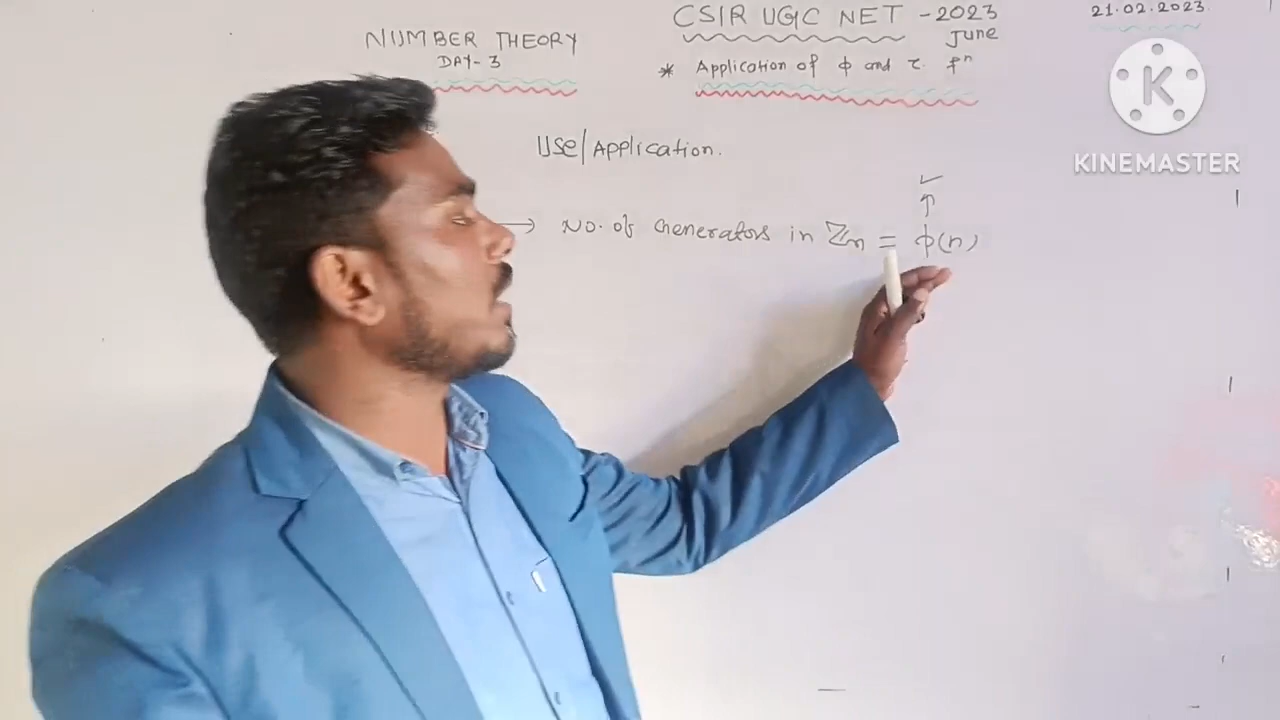 NUMBER THEORY
DAY-3
CSIR UGC NET - 2023
June
21.02.2023
* Application of ϕ and τ. fⁿ
K
KINEMASTER
Use/Application.
→ No. of Generators in ℤn = ϕ(n)